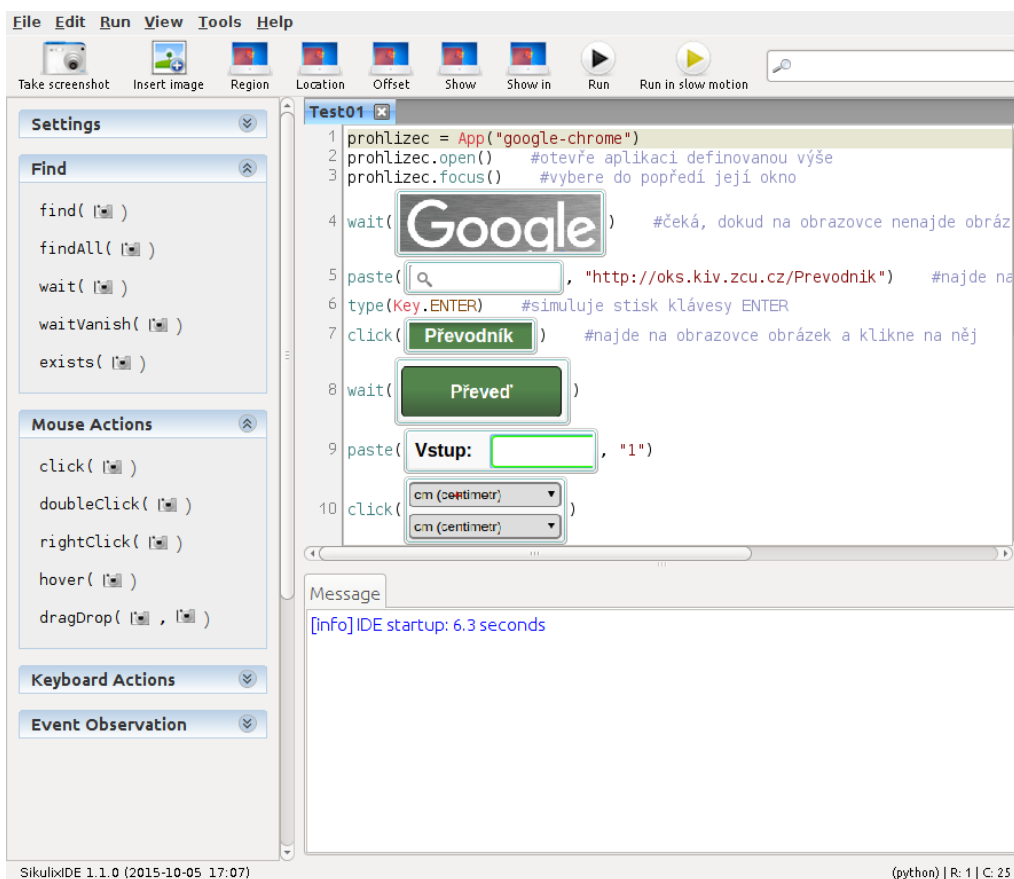 File Edit Run View Tools Help
Take screenshot Insert image Region Location Offset Show Show in Run Run in slow motion
Settings
Find
find( )
findAll( )
wait( )
waitVanish( )
exists( )
Mouse Actions
click( )
doubleClick( )
rightClick( )
hover( )
dragDrop( , )
Keyboard Actions
Event Observation
Test01
1 prohlizec = App("google-chrome")
2 prohlizec.open() #otevře aplikaci definovanou výše
3 prohlizec.focus() #vybere do popředí její okno
4 wait( Google ) #čeká, dokud na obrazovce nenajde obráz
5 paste( , "http://oks.kiv.zcu.cz/Prevodnik") #najde na
6 type(Key.ENTER) #simuluje stisk klávesy ENTER
7 click( Převodník ) #najde na obrazovce obrázek a klikne na něj
8 wait( Převeď )
9 paste( Vstup: , "1")
10 click( cm (centimetr)
cm (centimetr) )
Message
[info] IDE startup: 6.3 seconds
SikulixIDE 1.1.0 (2015-10-05_17:07) (python) | R: 1 | C: 25